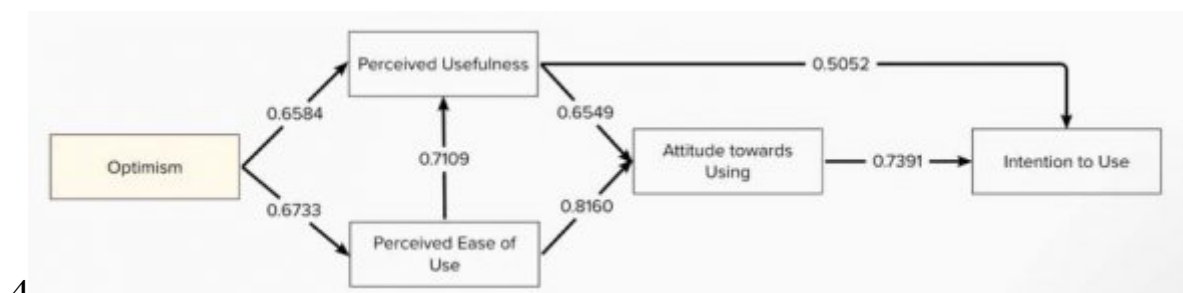 Perceived Usefulness
0.5052
0.6584
0.6549
Optimism
0.7109
Attitude towards
Using
0.7391
Intention to Use
0.6733
0.8160
Perceived Ease of
Use
4